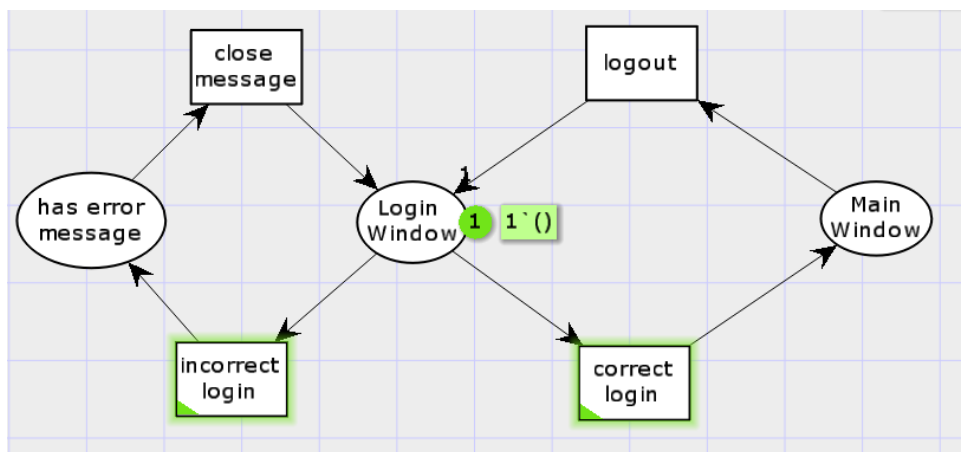 close
message
logout
1
has error
message
Login
Window
1
1`()
Main
Window
incorrect
login
correct
login